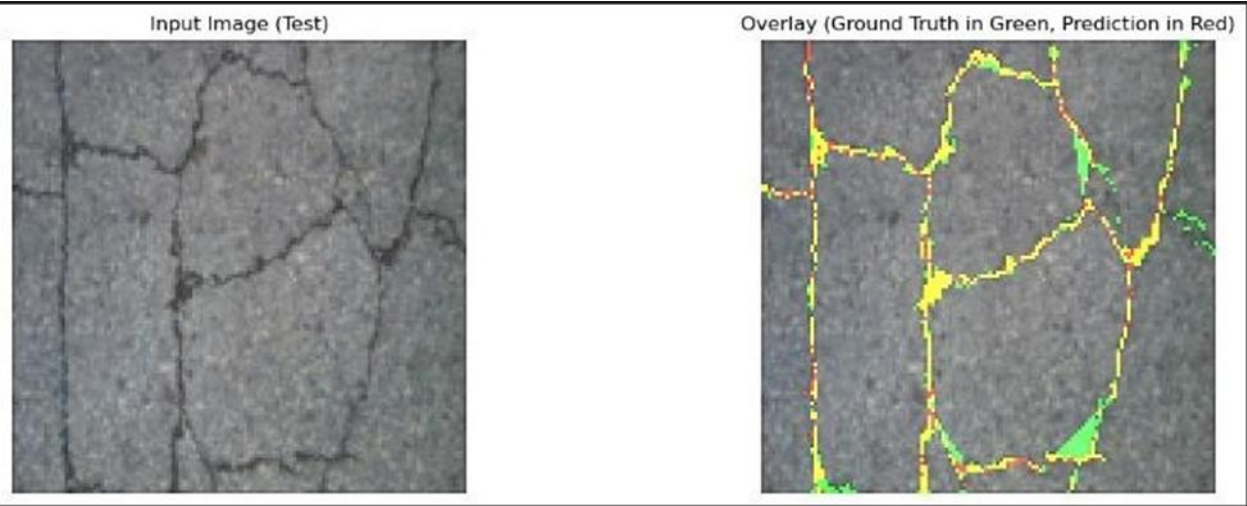 Input Image (Test)
Overlay (Ground Truth in Green, Prediction in Red)